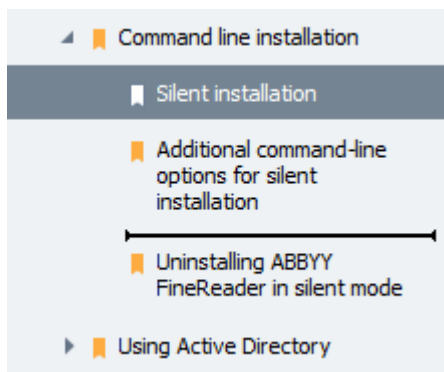 Command line installation
Silent installation
Additional command-line
options for silent
installation
Uninstalling ABBYY
FineReader in silent mode
Using Active Directory